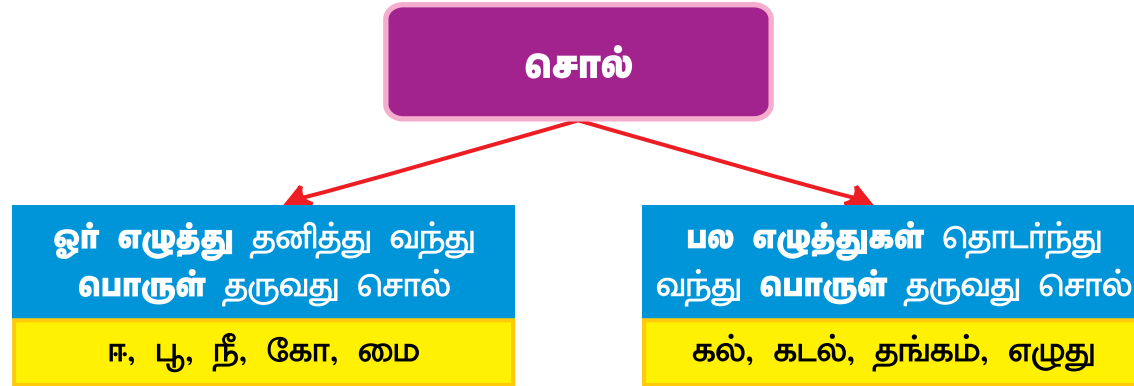 சொல்
ஓர் எழுத்து தனித்து வந்து
பொருள் தருவது சொல்
ஈ, பூ, நீ, கோ, மை
பல எழுத்துகள் தொடர்ந்து
வந்து பொருள் தருவது சொல்
கல், கடல், தங்கம், எழுது